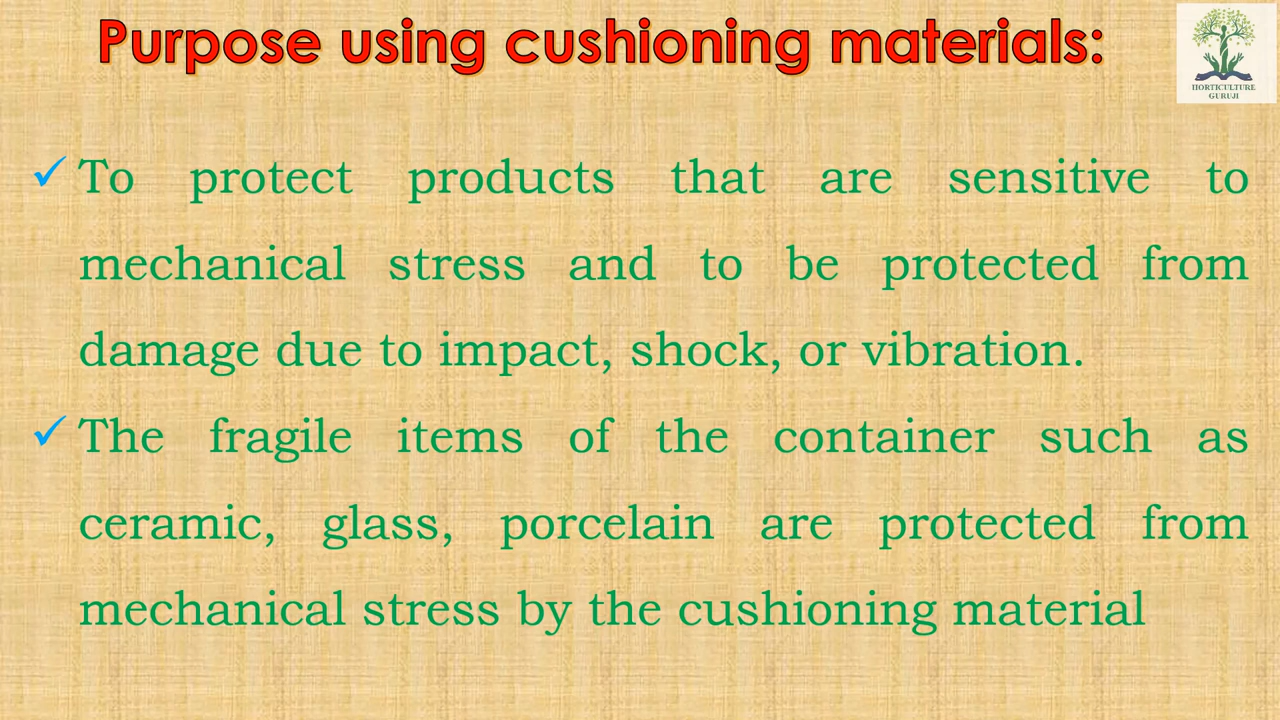 Purpose using cushioning materials:
HORTICULTURE
GURUJI
✓ To protect products that are sensitive to
mechanical stress and to be protected from
damage due to impact, shock, or vibration.
✓ The fragile items of the container such as
ceramic, glass, porcelain are protected from
mechanical stress by the cushioning material